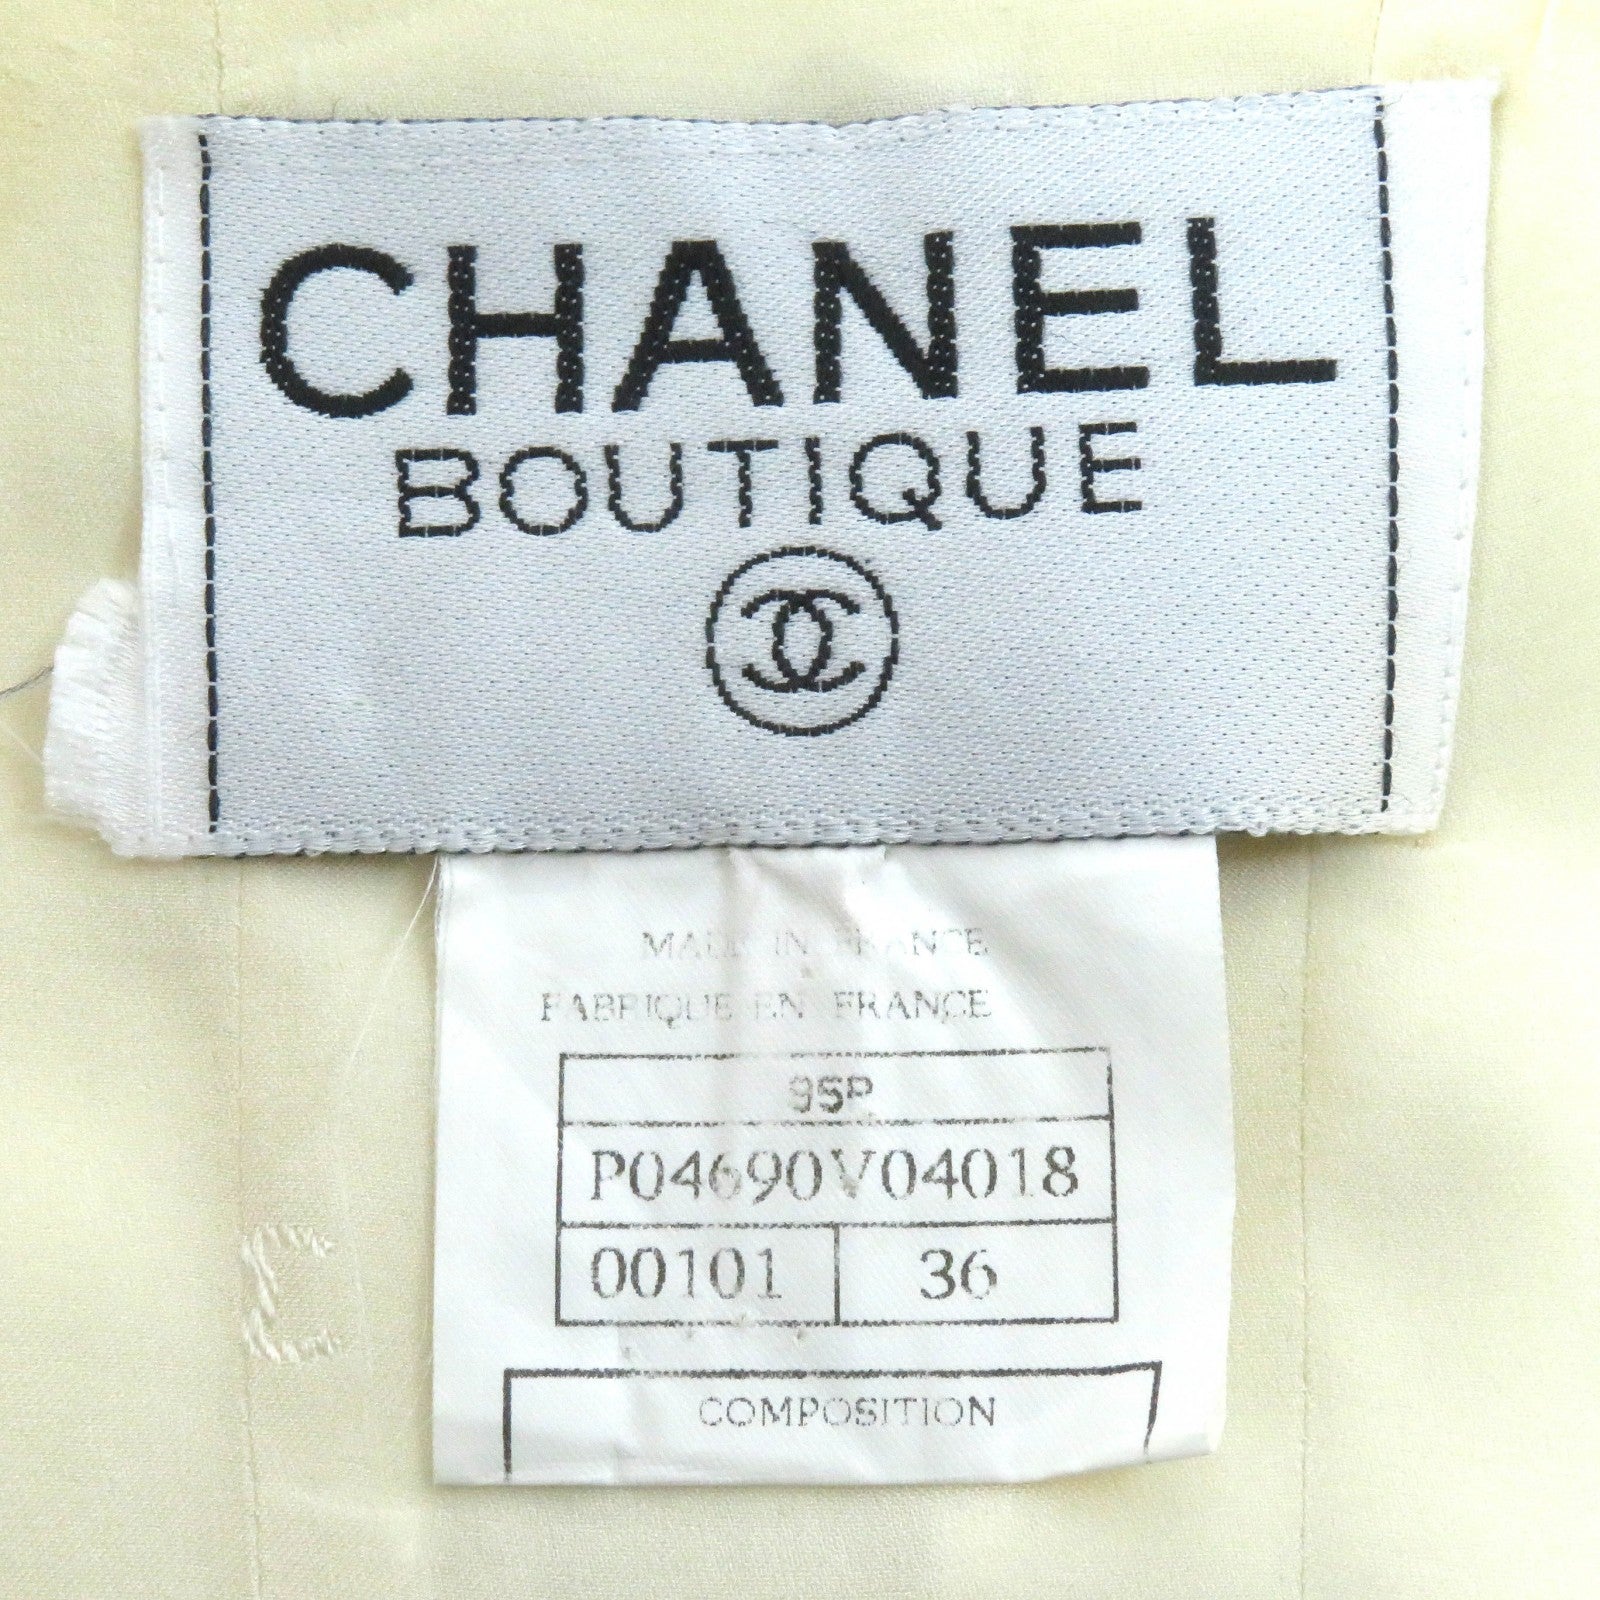 CHANEL
BOUTIQUE
MADE IN FRANCE
FABRIQUE EN FRANCE
95P
P04690V04018
00101 36
COMPOSITION